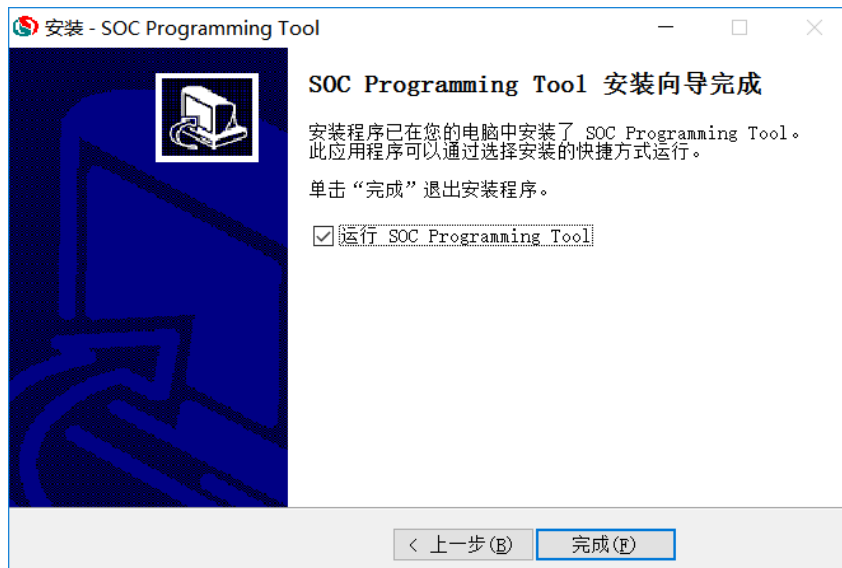 安装 - SOC Programming Tool
SOC Programming Tool 安装向导完成
安装程序已在您的电脑中安装了 SOC Programming Tool。
此应用程序可以通过选择安装的快捷方式运行。
单击“完成”退出安装程序。
运行 SOC Programming Tool
< 上一步(B) 完成(F)